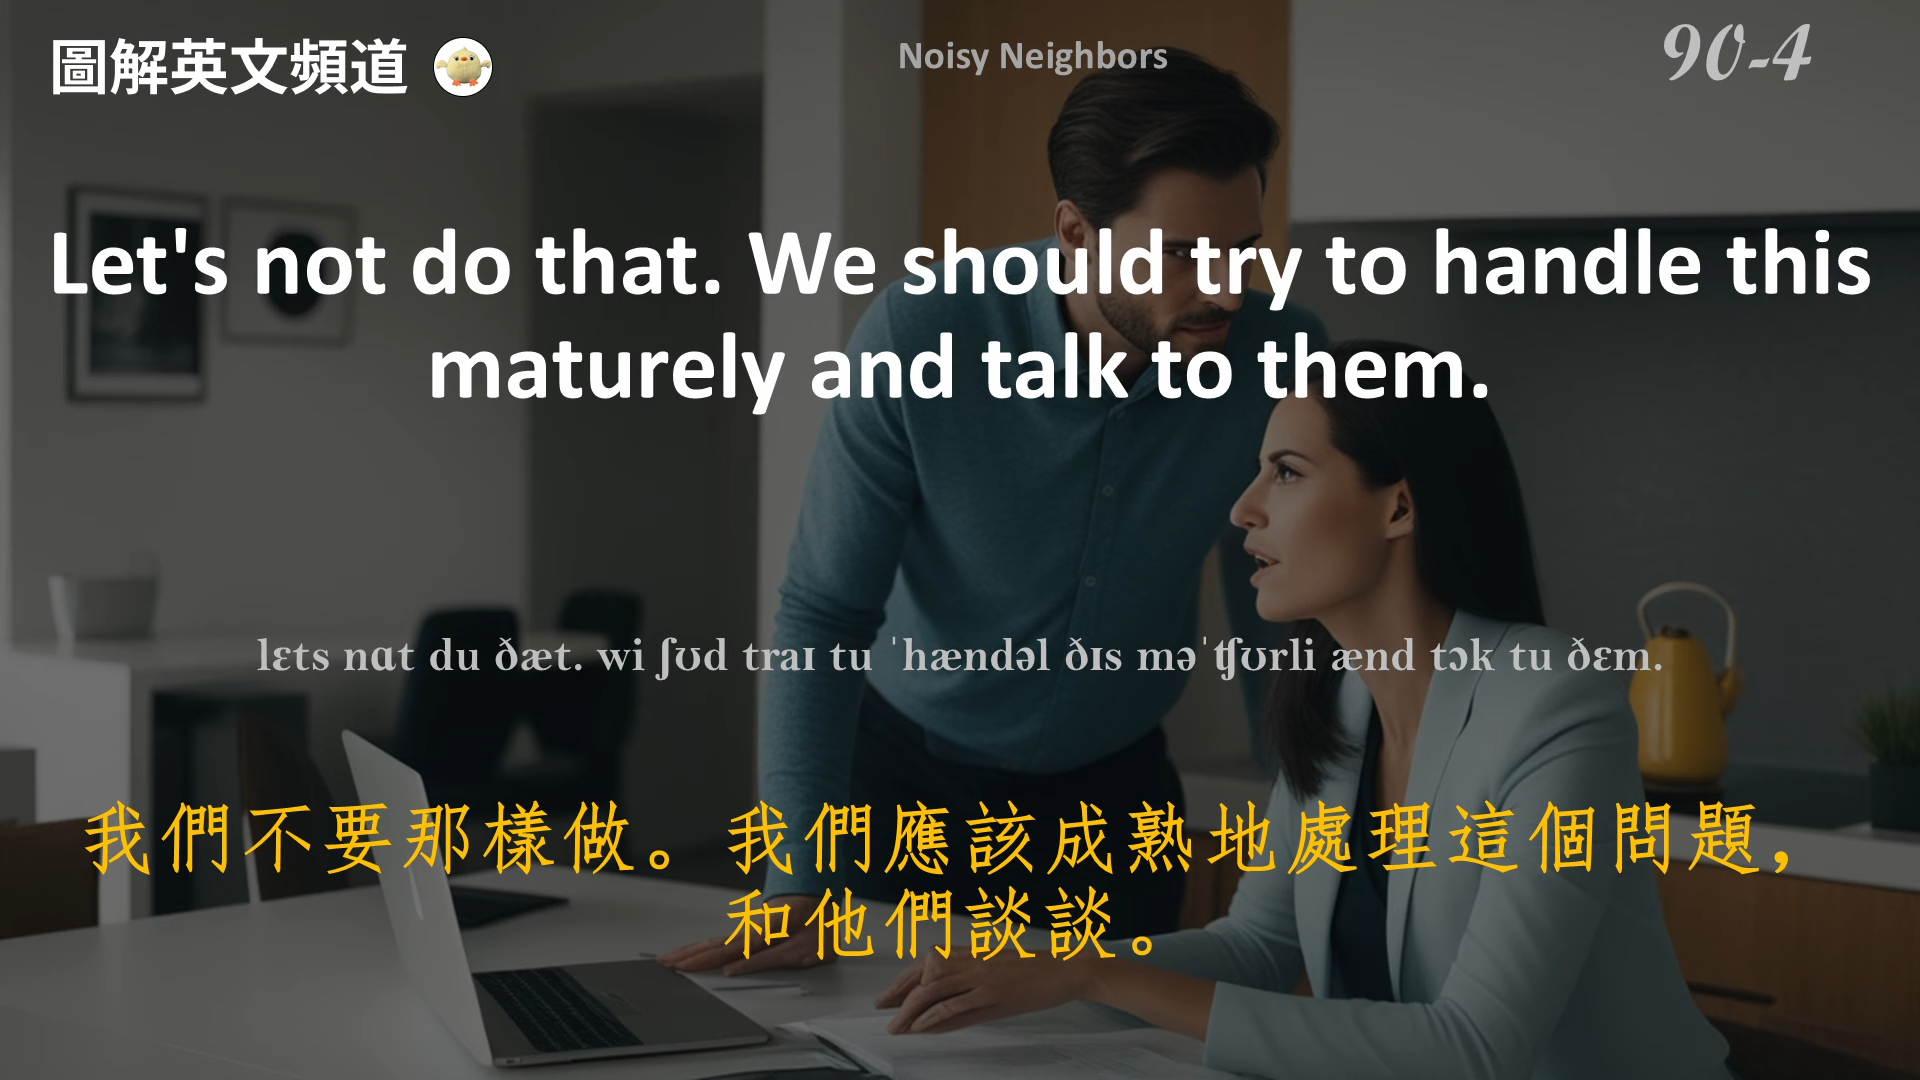 圖解英文頻道
Noisy Neighbors
90-4
Let's not do that. We should try to handle this
maturely and talk to them.
lɛts nɑt du ðæt. wi ʃʊd traɪ tu ˈhændəl ðɪs məˈʧʊrli ænd tɔk tu ðɛm.
我們不要那樣做。我們應該成熟地處理這個問題，
和他們談談。